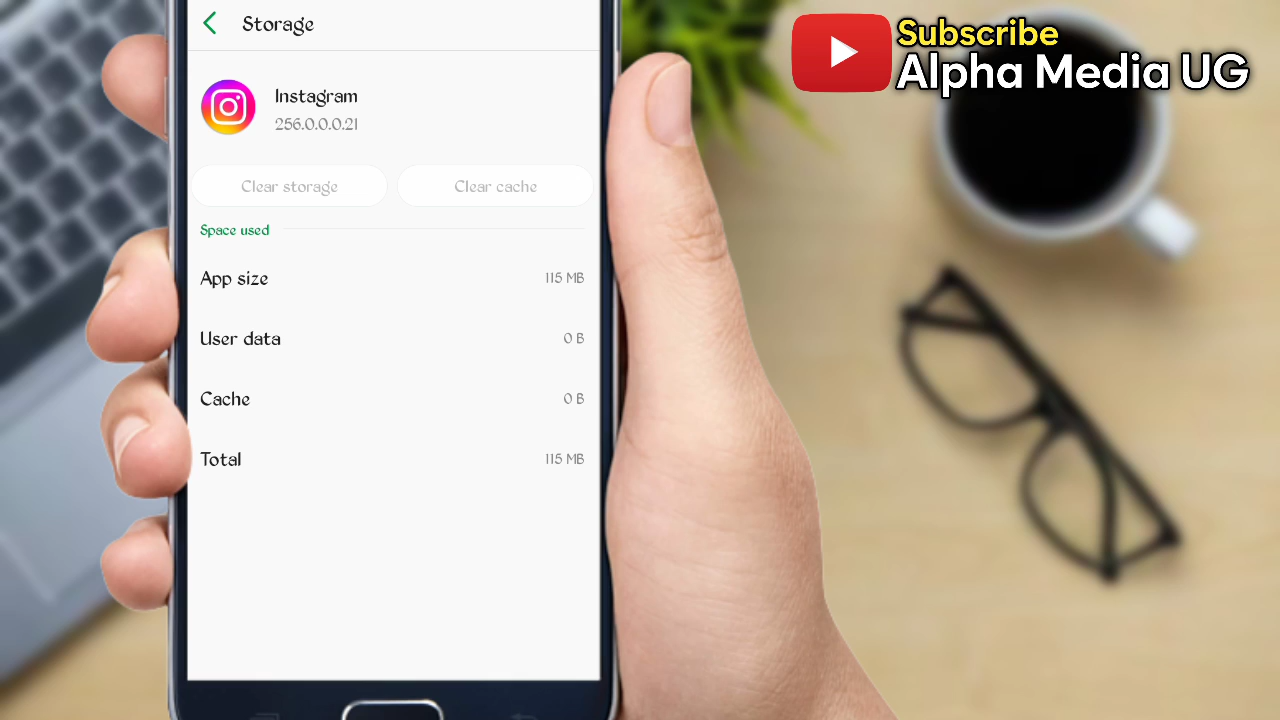 Storage
Subscribe
Alpha Media UG
Instagram
256.0.0.0.21
Clear storage
Clear cache
Space used
App size
115 MB
User data
0 B
Cache
0 B
Total
115 MB